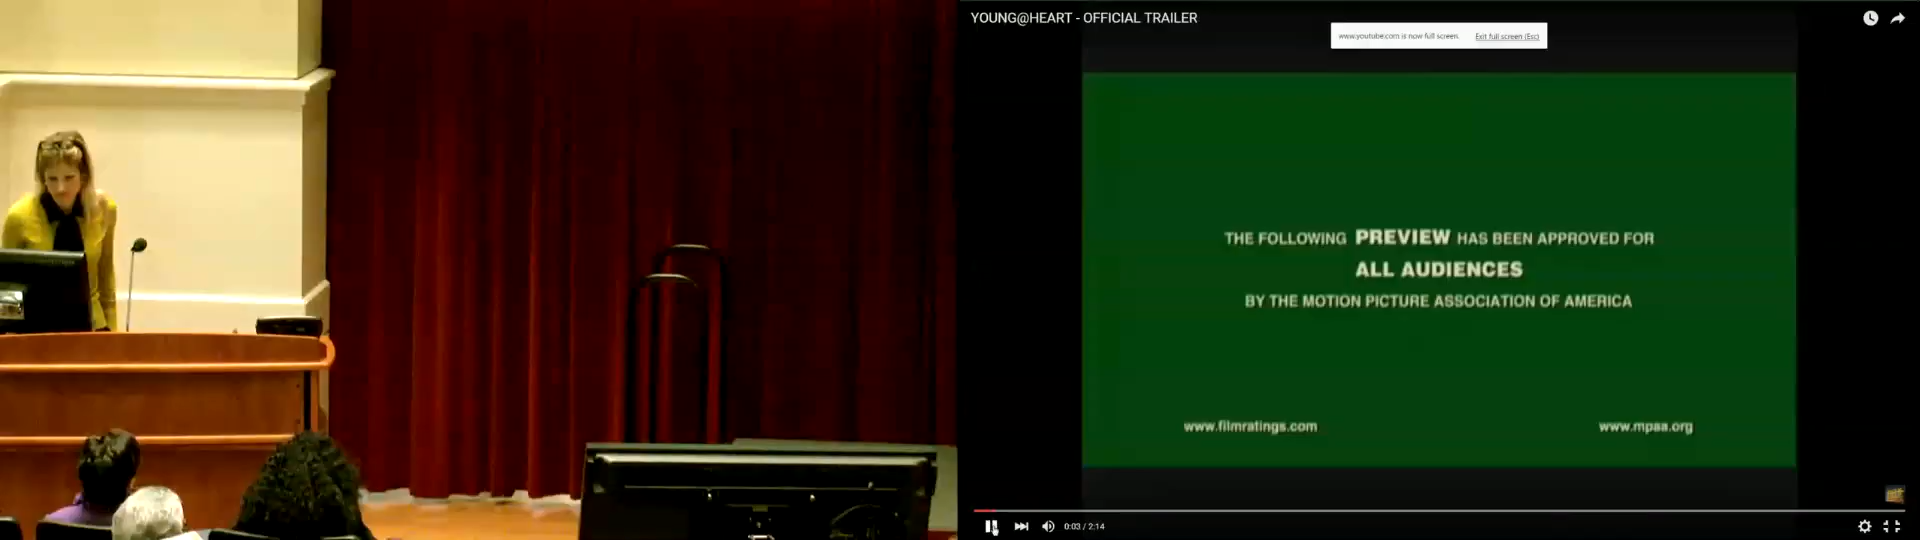 YOUNG@HEART - OFFICIAL TRAILER
www.youtube.com is now full screen. Exit full screen (Esc)
THE FOLLOWING PREVIEW HAS BEEN APPROVED FOR
ALL AUDIENCES
BY THE MOTION PICTURE ASSOCIATION OF AMERICA
www.filmratings.com www.mpaa.org
0:03 / 2:14